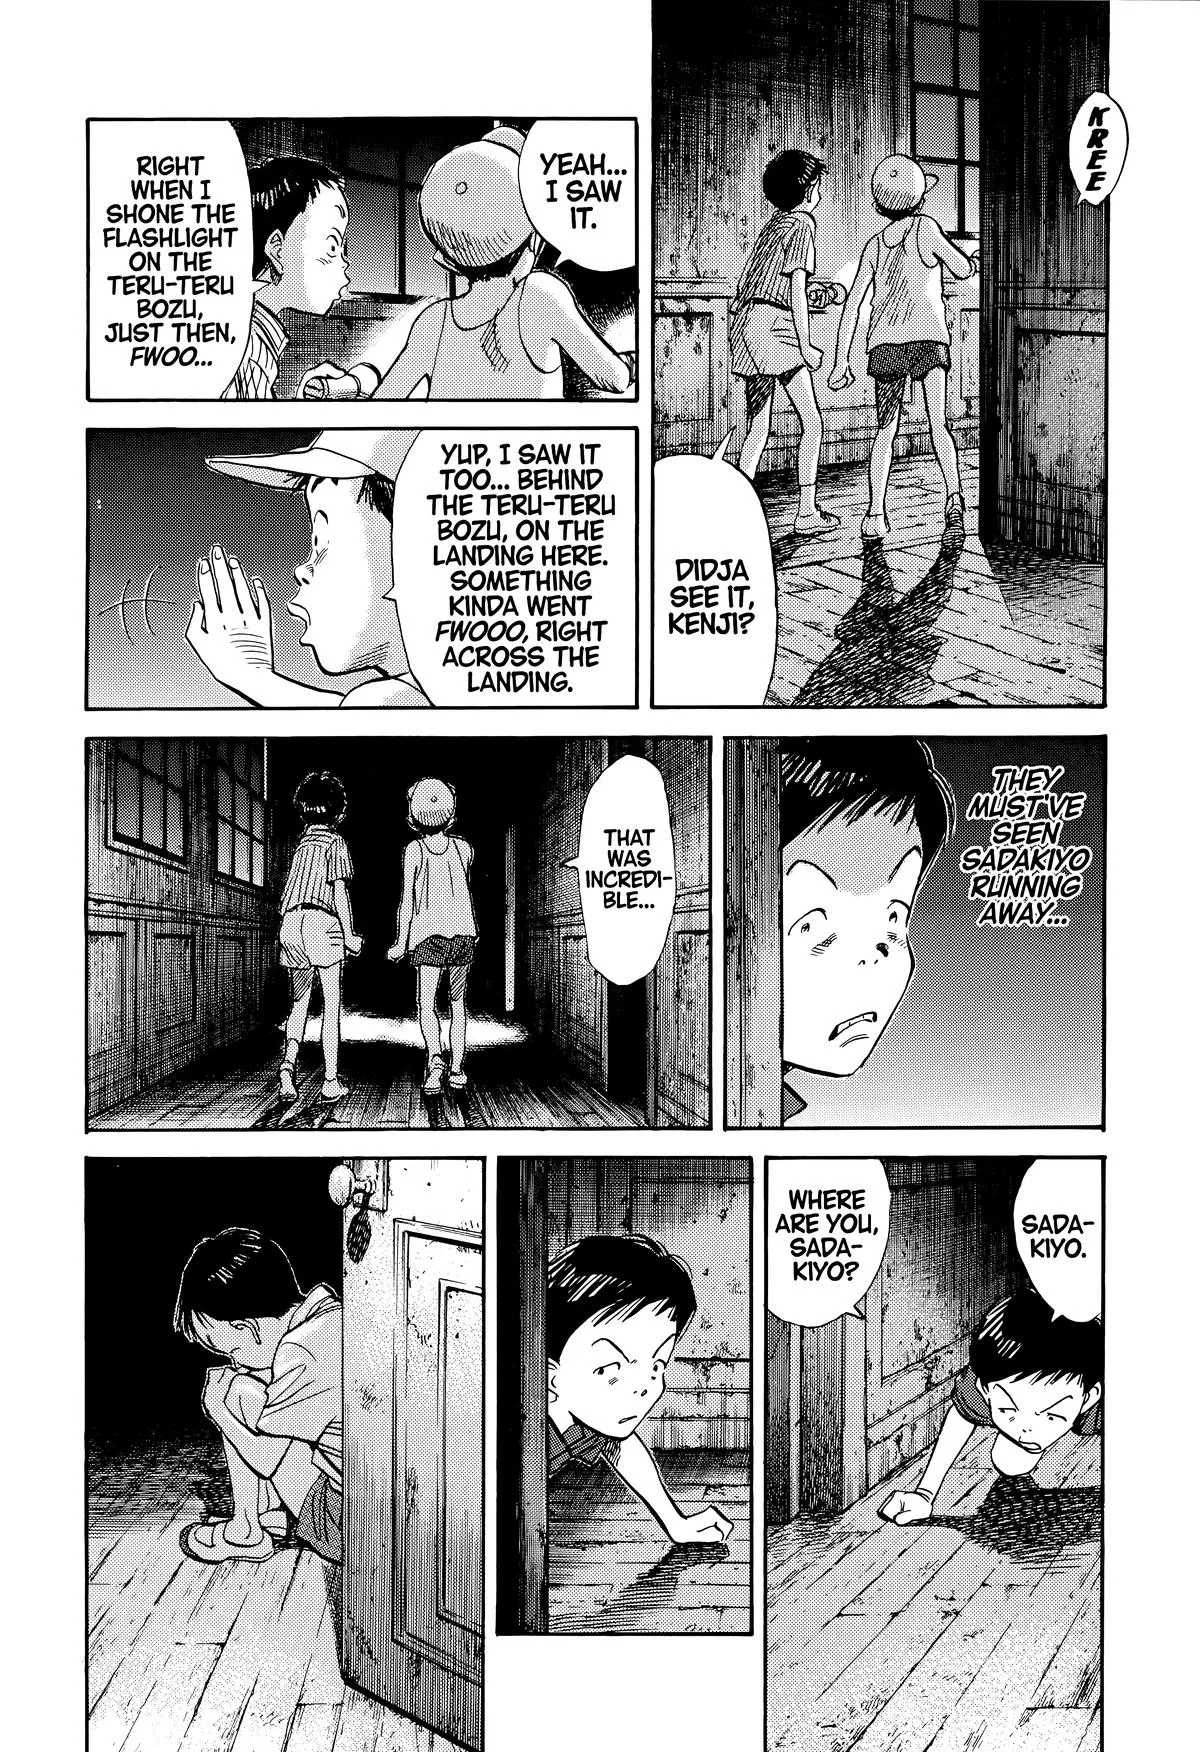 KREE
DIDJA
SEE IT,
KENJI?
YEAH...
I SAW
IT.
RIGHT
WHEN I
SHONE THE
FLASHLIGHT
ON THE
TERU-TERU
BOZU,
JUST THEN,
FWOO...
YUP, I SAW IT
TOO... BEHIND
THE TERU-TERU
BOZU, ON THE
LANDING HERE.
SOMETHING
KINDA WENT
FWOOO, RIGHT
ACROSS THE
LANDING.
THEY
MUST'VE
SEEN
SADAKIYO
RUNNING
AWAY...
THAT
WAS
INCREDI-
BLE...
SADA-
KIYO.
WHERE
ARE YOU,
SADA-
KIYO?